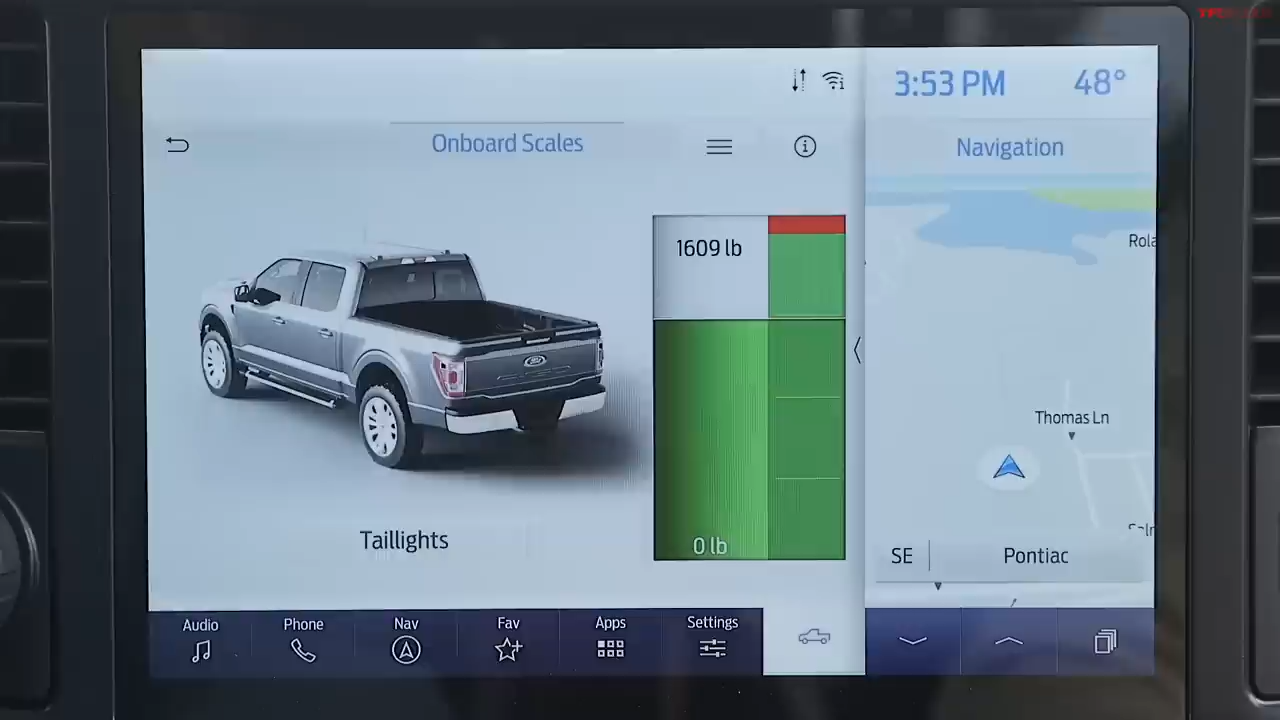 3:53 PM 48°
Onboard Scales
Navigation
1609 lb
Thomas Ln
Taillights
0 lb
SE Pontiac
Audio Phone Nav Fav Apps Settings
Ford